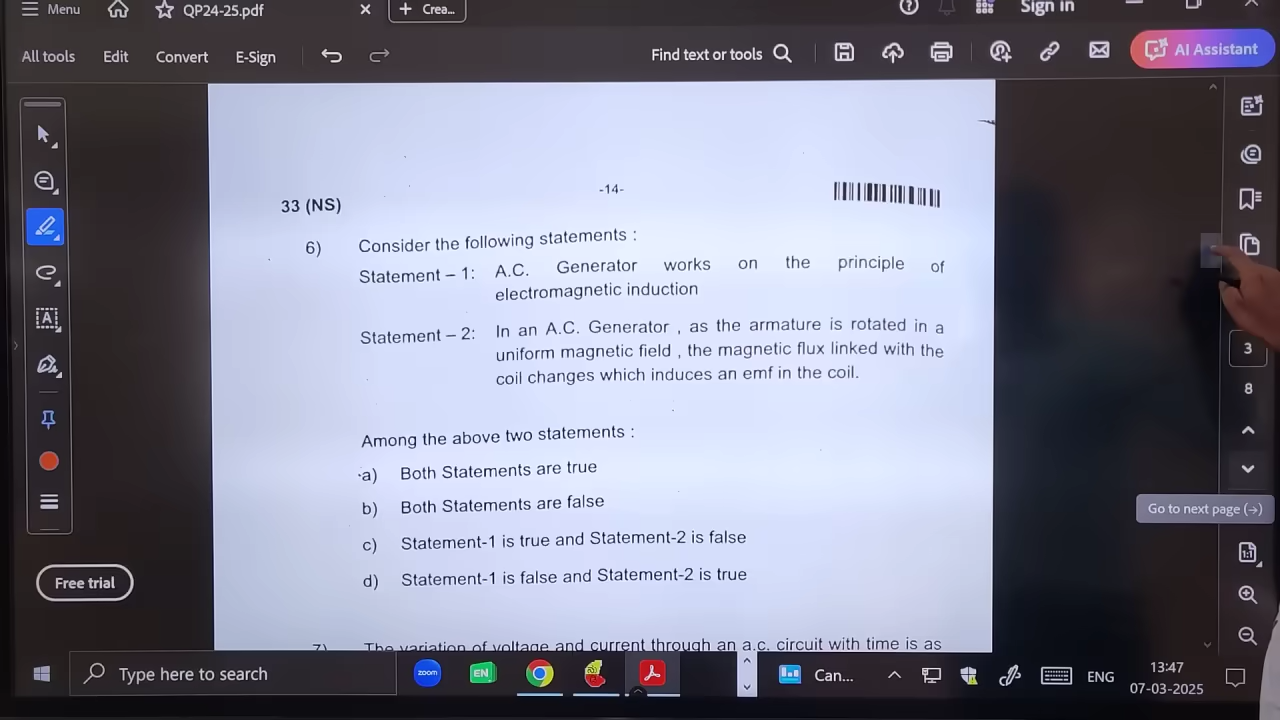 Menu
QP24-25.pdf
Crea...
Sign in
All tools
Edit
Convert
E-Sign
Find text or tools
AI Assistant
-14-
33 (NS)
6) Consider the following statements :
Statement – 1: A.C. Generator works on the principle of
electromagnetic induction
Statement – 2: In an A.C. Generator , as the armature is rotated in a
uniform magnetic field , the magnetic flux linked with the
coil changes which induces an emf in the coil.
Among the above two statements :
a) Both Statements are true
b) Both Statements are false
c) Statement-1 is true and Statement-2 is false
d) Statement-1 is false and Statement-2 is true
7) The variation of voltage and current through an a.c. circuit with time is as
3
8
Go to next page (→)
1:1
Free trial
Type here to search
zoom
EN
Can...
ENG
13:47
07-03-2025